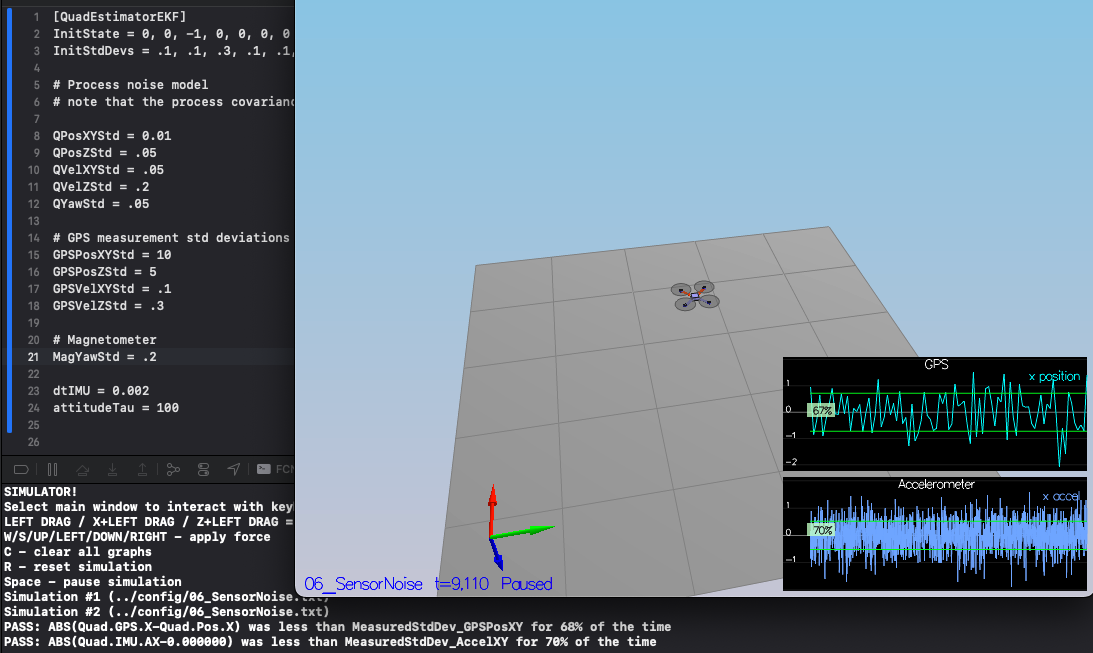 1 [QuadEstimatorEKF]
2 InitState = 0, 0, -1, 0, 0, 0, 0
3 InitStdDevs = .1, .1, .3, .1, .1,
4
5 # Process noise model
6 # note that the process covarianc
7
8 QPosXYStd = 0.01
9 QPosZStd = .05
10 QVelXYStd = .05
11 QVelZStd = .2
12 QYawStd = .05
13
14 # GPS measurement std deviations
15 GPSPosXYStd = 10
16 GPSPosZStd = 5
17 GPSVelXYStd = .1
18 GPSVelZStd = .3
19
20 # Magnetometer
21 MagYawStd = .2
22
23 dtIMU = 0.002
24 attitudeTau = 100
25
26
FCN
SIMULATOR!
Select main window to interact with key
LEFT DRAG / X+LEFT DRAG / Z+LEFT DRAG =
W/S/UP/LEFT/DOWN/RIGHT - apply force
C - clear all graphs
R - reset simulation
Space - pause simulation
Simulation #1 (../config/06_SensorNoise.txt)
Simulation #2 (../config/06_SensorNoise.txt)
PASS: ABS(Quad.GPS.X-Quad.Pos.X) was less than MeasuredStdDev_GPSPosXY for 68% of the time
PASS: ABS(Quad.IMU.AX-0.000000) was less than MeasuredStdDev_AccelXY for 70% of the time
GPS
x position
1
0
-1
-2
67%
Accelerometer
x accel
1
0
-1
70%
06_SensorNoise t=9,110 Paused